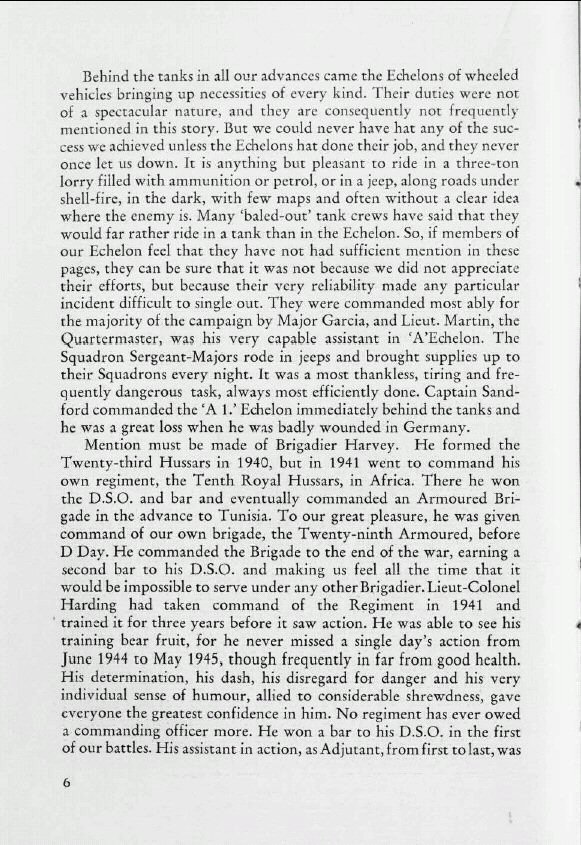 Behind the tanks in all our advances came the Echelons of wheeled
vehicles bringing up necessities of every kind. Their duties were not
of a spectacular nature, and they are consequently not frequently
mentioned in this story. But we could never have hat any of the suc-
cess we achieved unless the Echelons hat done their job, and they never
once let us down. It is anything but pleasant to ride in a three-ton
lorry filled with ammunition or petrol, or in a jeep, along roads under
shell-fire, in the dark, with few maps and often without a clear idea
where the enemy is. Many ‘baled-out’ tank crews have said that they
would far rather ride in a tank than in the Echelon. So, if members of
our Echelon feel that they have not had sufficient mention in these
pages, they can be sure that it was not because we did not appreciate
their efforts, but because their very reliability made any particular
incident difficult to single out. They were commanded most ably for
the majority of the campaign by Major Garcia, and Lieut. Martin, the
Quartermaster, was his very capable assistant in ‘A’Echelon. The
Squadron Sergeant-Majors rode in jeeps and brought supplies up to
their Squadrons every night. It was a most thankless, tiring and fre-
quently dangerous task, always most efficiently done. Captain Sand-
ford commanded the ‘A 1.’ Echelon immediately behind the tanks and
he was a great loss when he was badly wounded in Germany.
Mention must be made of Brigadier Harvey. He formed the
Twenty-third Hussars in 1940, but in 1941 went to command his
own regiment, the Tenth Royal Hussars, in Africa. There he won
the D.S.O. and bar and eventually commanded an Armoured Bri-
gade in the advance to Tunisia. To our great pleasure, he was given
command of our own brigade, the Twenty-ninth Armoured, before
D Day. He commanded the Brigade to the end of the war, earning a
second bar to his D.S.O. and making us feel all the time that it
would be impossible to serve under any other Brigadier. Lieut-Colonel
Harding had taken command of the Regiment in 1941 and
trained it for three years before it saw action. He was able to see his
training bear fruit, for he never missed a single day’s action from
June 1944 to May 1945, though frequently in far from good health.
His determination, his dash, his disregard for danger and his very
individual sense of humour, allied to considerable shrewdness, gave
everyone the greatest confidence in him. No regiment has ever owed
a commanding officer more. He won a bar to his D.S.O. in the first
of our battles. His assistant in action, as Adjutant, from first to last, was
6